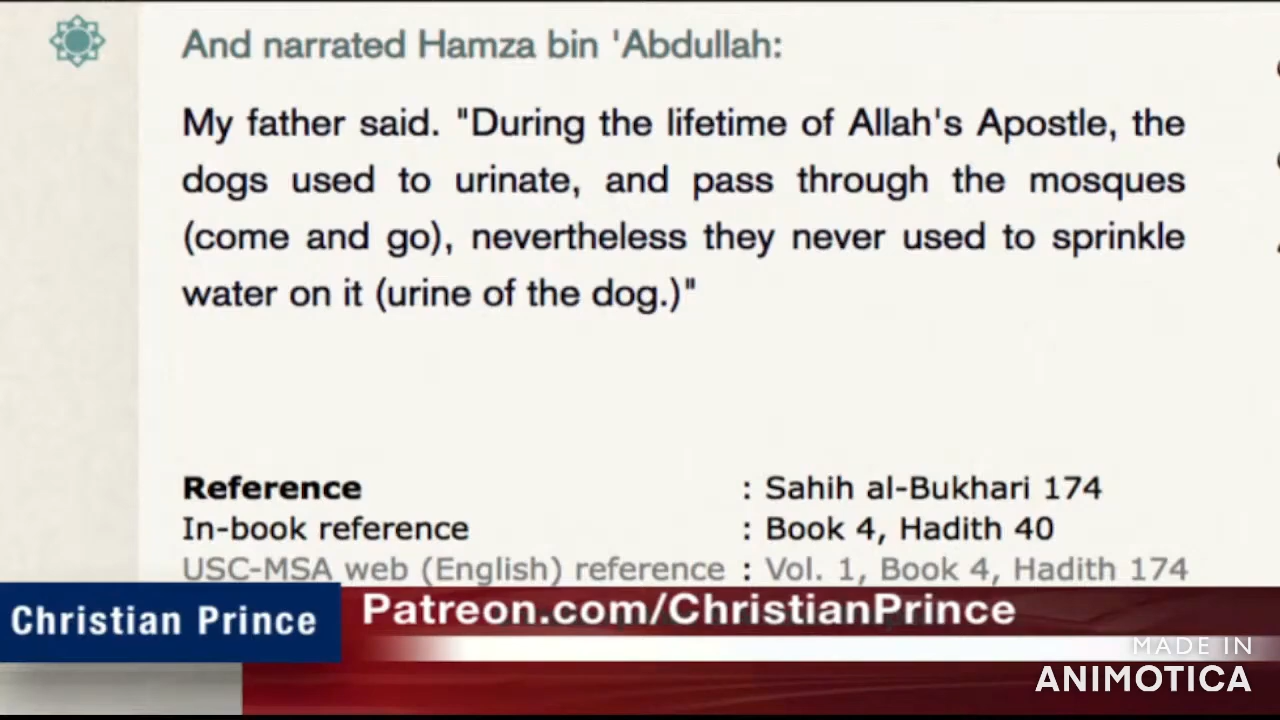 And narrated Hamza bin 'Abdullah:
My father said. "During the lifetime of Allah's Apostle, the
dogs used to urinate, and pass through the mosques
(come and go), nevertheless they never used to sprinkle
water on it (urine of the dog.)"
Reference : Sahih al-Bukhari 174
In-book reference : Book 4, Hadith 40
USC-MSA web (English) reference : Vol. 1, Book 4, Hadith 174
Christian Prince
Patreon.com/ChristianPrince
MADE IN
ANIMOTICA